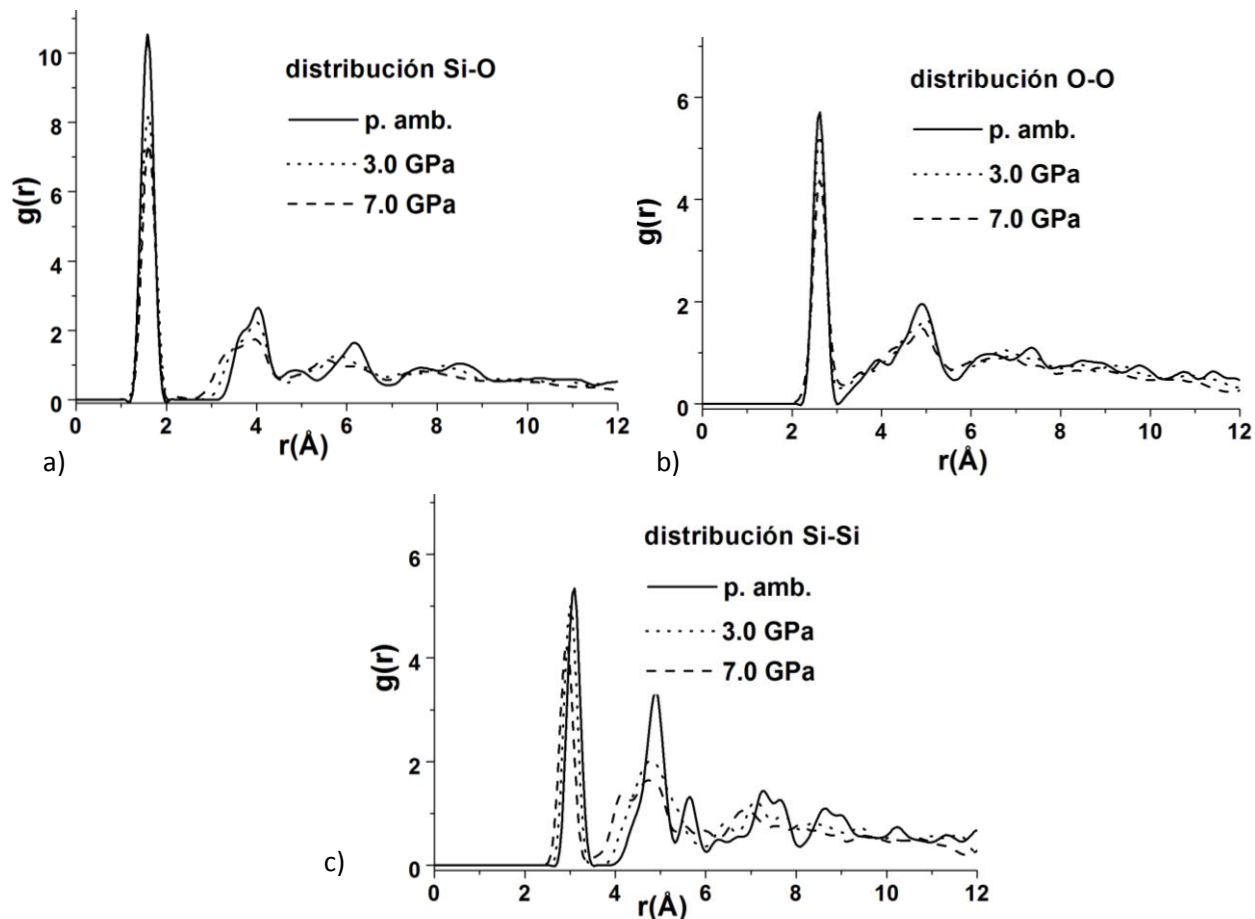 distribución Si-O
p. amb.
3.0 GPa
7.0 GPa
g(r)
10
8
6
4
2
0
0 2 4 6 8 10 12
r(Å)
a)
distribución O-O
p. amb.
3.0 GPa
7.0 GPa
g(r)
6
4
2
0
0 2 4 6 8 10 12
r(Å)
b)
distribución Si-Si
p. amb.
3.0 GPa
7.0 GPa
g(r)
6
4
2
0
0 2 4 6 8 10 12
r(Å)
c)